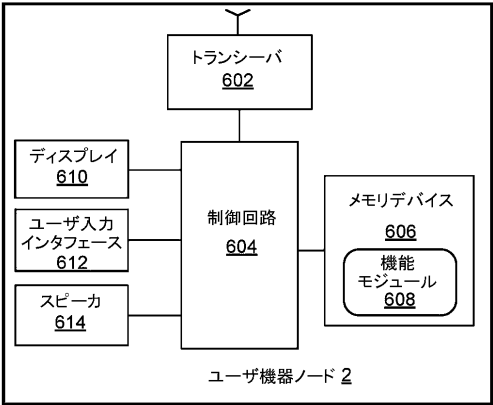 トランシーバ
602
ディスプレイ
610
ユーザ入力
インタフェース
612
スピーカ
614
制御回路
604
メモリデバイス
606
機能
モジュール
608
ユーザ機器ノード 2